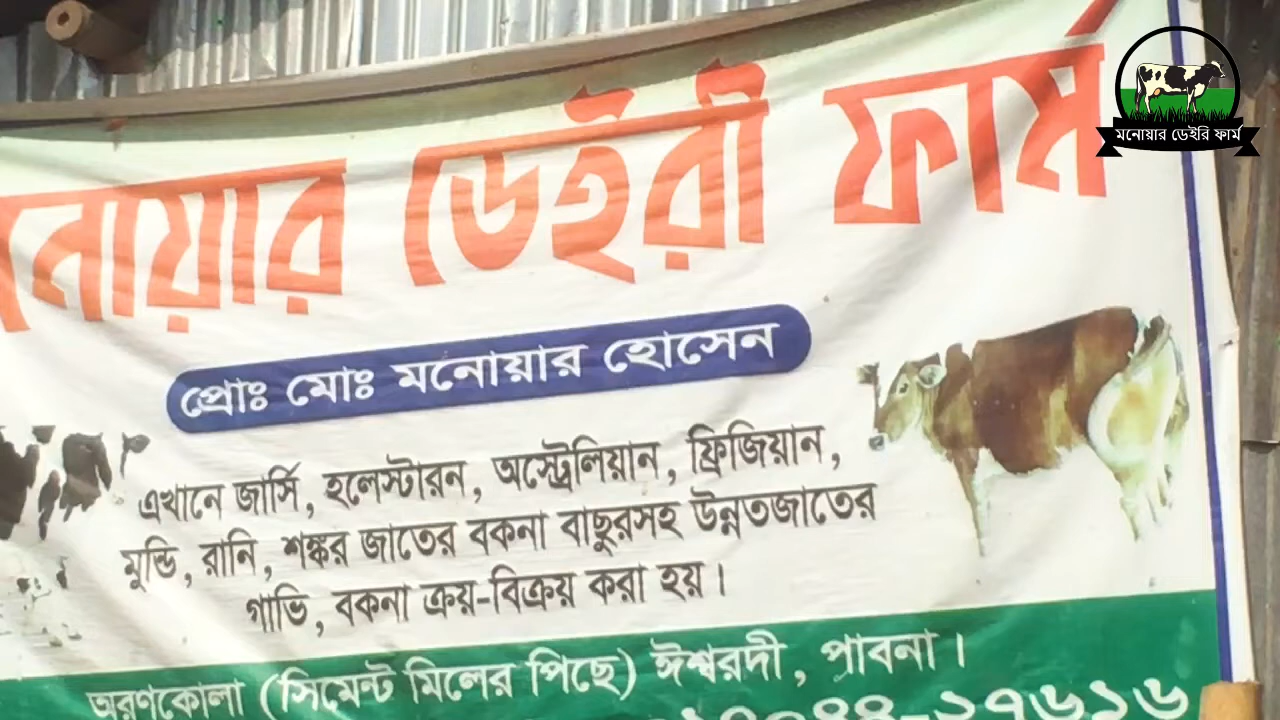 নোয়ার ডেইরী ফার্ম
মনোয়ার ডেইরি ফার্ম
প্রোঃ মোঃ মনোয়ার হোসেন
এখানে জার্সি, হলেস্টারন, অস্ট্রেলিয়ান, ফ্রিজিয়ান,
মুন্ডি, রানি, শঙ্কর জাতের বকনা বাছুরসহ উন্নতজাতের
গাভি, বকনা ক্রয়-বিক্রয় করা হয়।
অরণকোলা (সিমেন্ট মিলের পিছে) ঈশ্বরদী, পাবনা।